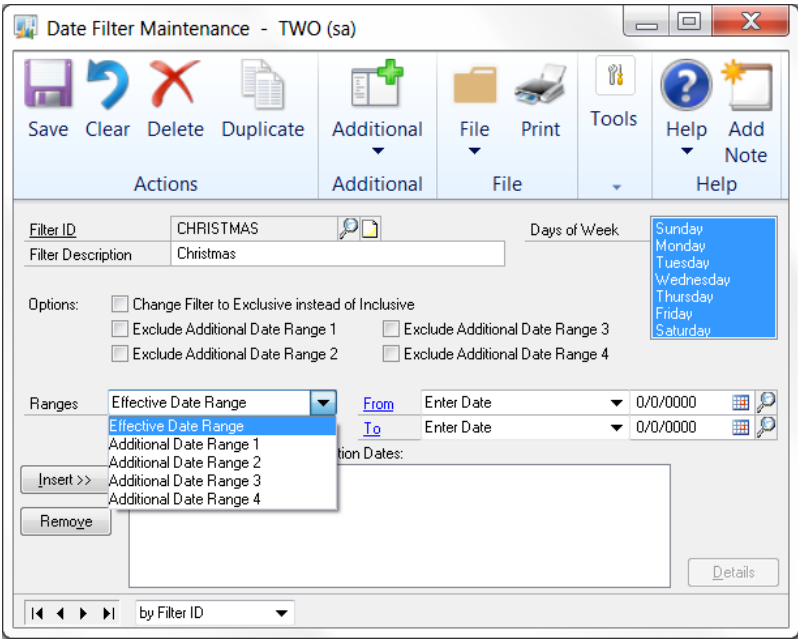 Date Filter Maintenance - TWO (sa)
Save Clear Delete Duplicate Additional File Print Tools Help Add Note
Actions Additional File Help
Filter ID CHRISTMAS Days of Week
Filter Description Christmas
Sunday
Monday
Tuesday
Wednesday
Thursday
Friday
Saturday
Options: Change Filter to Exclusive instead of Inclusive
Exclude Additional Date Range 1 Exclude Additional Date Range 3
Exclude Additional Date Range 2 Exclude Additional Date Range 4
Ranges Effective Date Range From Enter Date 0/0/0000
Effective Date Range To Enter Date 0/0/0000
Additional Date Range 1
Additional Date Range 2 tion Dates:
Additional Date Range 3
Additional Date Range 4
Insert >>
Remove
Details
by Filter ID